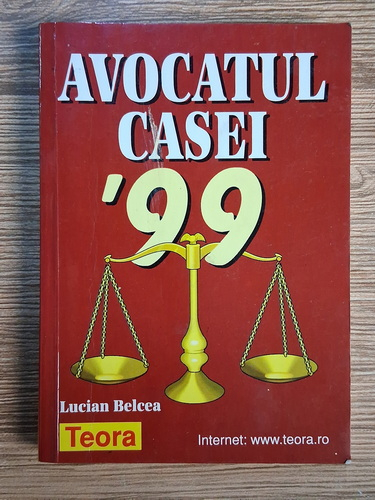 AVOCATUL
CASEI
'99
Lucian Belcea
Teora
Internet: www.teora.ro